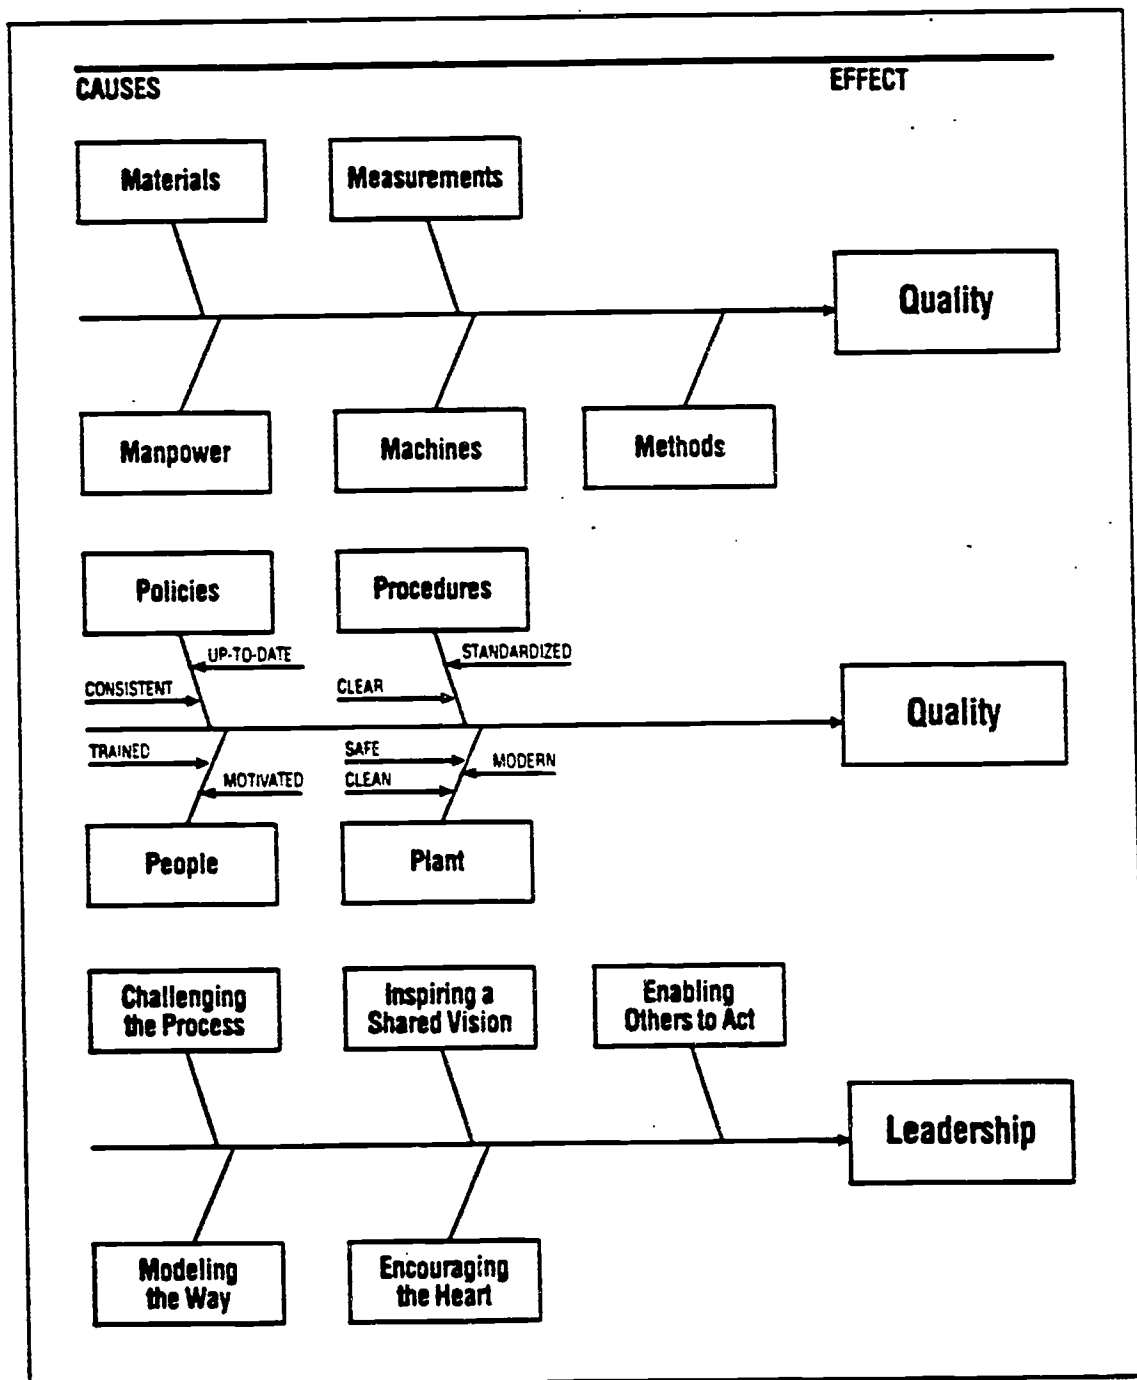 CAUSES
EFFECT
Materials
Measurements
Quality
Manpower
Machines
Methods
Policies
Procedures
UP-TO-DATE
STANDARDIZED
CONSISTENT
CLEAR
Quality
TRAINED
SAFE
MODERN
MOTIVATED
CLEAN
People
Plant
Challenging
the Process
Inspiring a
Shared Vision
Enabling
Others to Act
Leadership
Modeling
the Way
Encouraging
the Heart